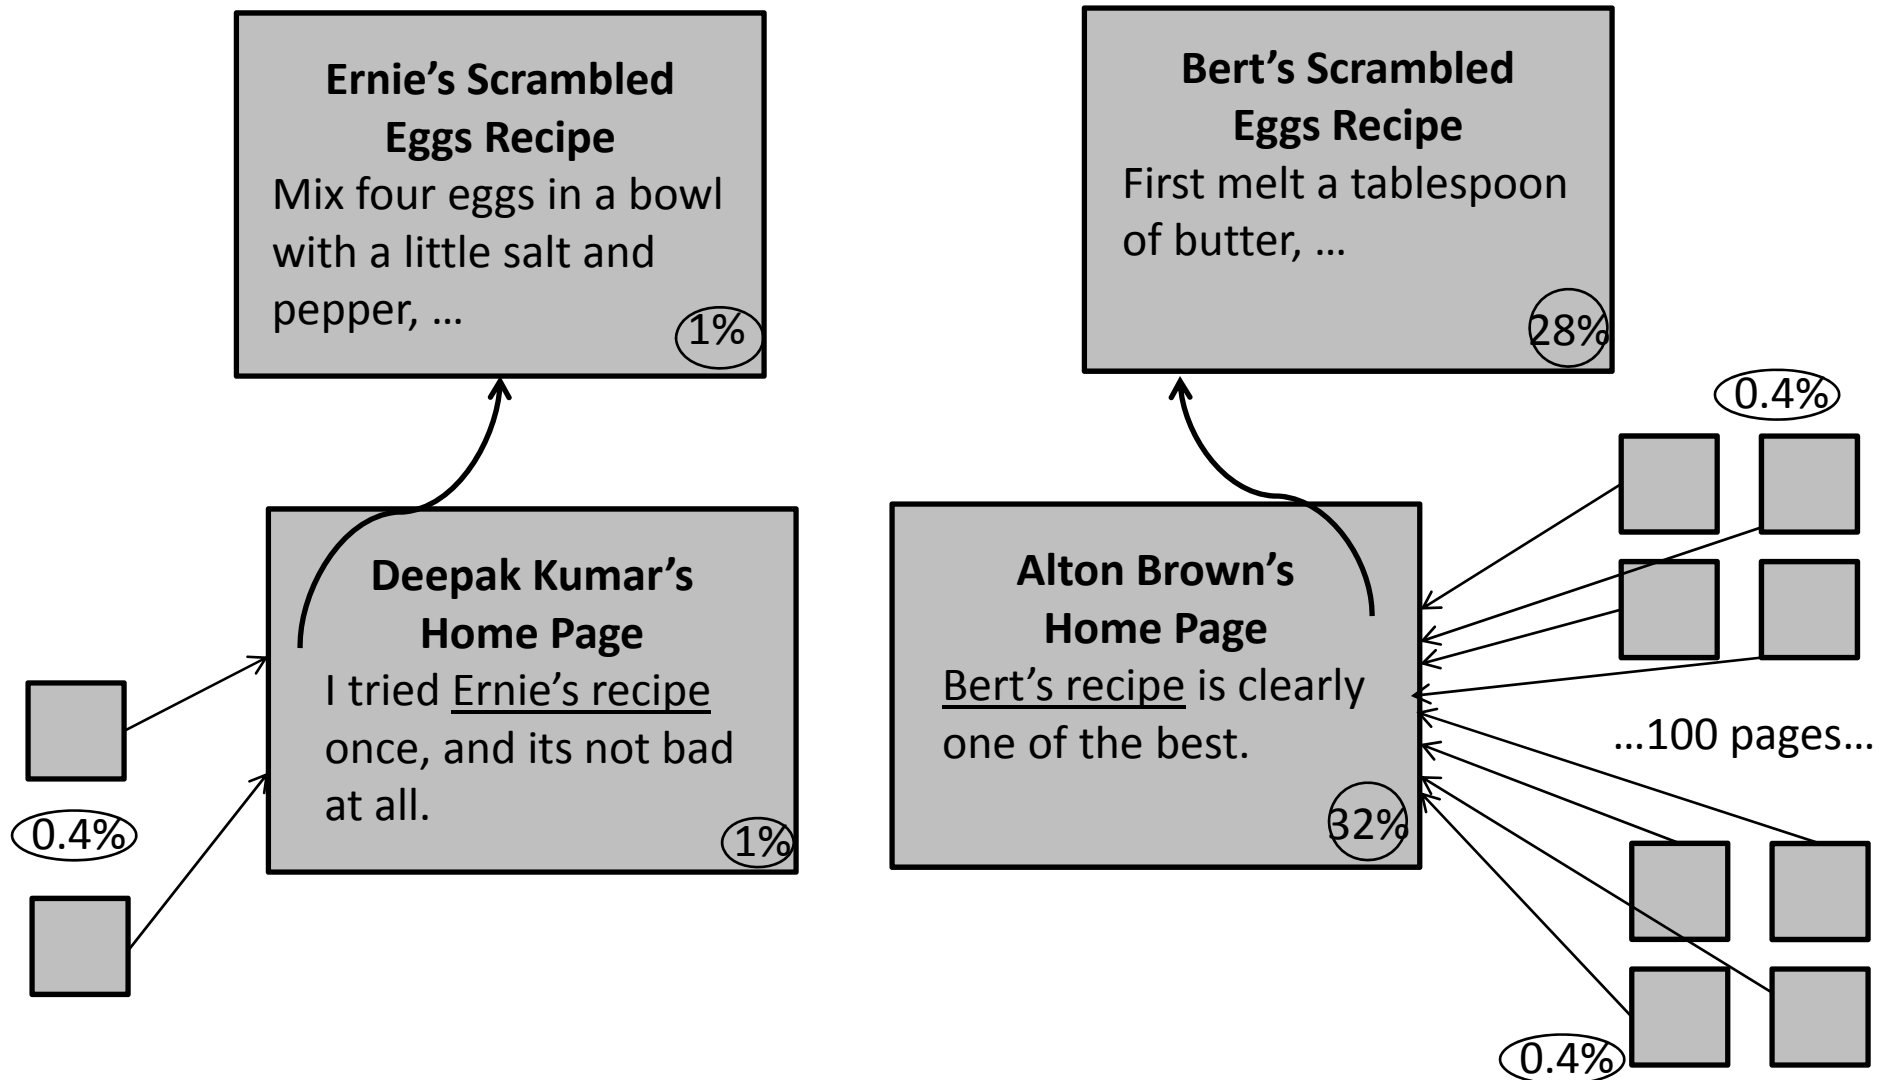 Ernie’s Scrambled
Eggs Recipe
Mix four eggs in a bowl
with a little salt and
pepper, …
1%
Bert’s Scrambled
Eggs Recipe
First melt a tablespoon
of butter, …
28%
0.4%
Deepak Kumar’s
Home Page
I tried Ernie’s recipe
once, and its not bad
at all.
1%
0.4%
Alton Brown’s
Home Page
Bert’s recipe is clearly
one of the best.
32%
…100 pages…
0.4%